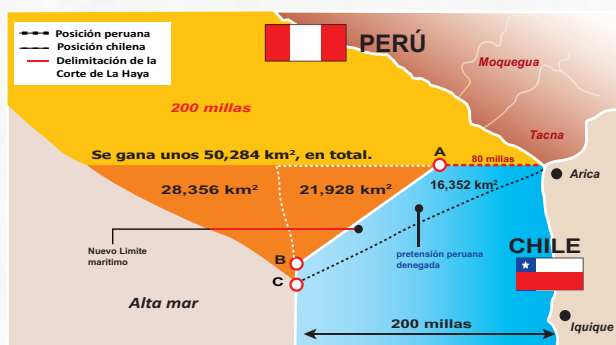 Posición peruana
Posición chilena
Delimitación de la
Corte de La Haya
PERÚ
Moquegua
200 millas
Tacna
Se gana unos 50,284 km², en total.
A
80 millas
Arica
28,356 km²
21,928 km²
16,352 km²
Nuevo Limite
maritimo
pretensión peruana
denegada
CHILE
B
C
Alta mar
200 millas
Iquique